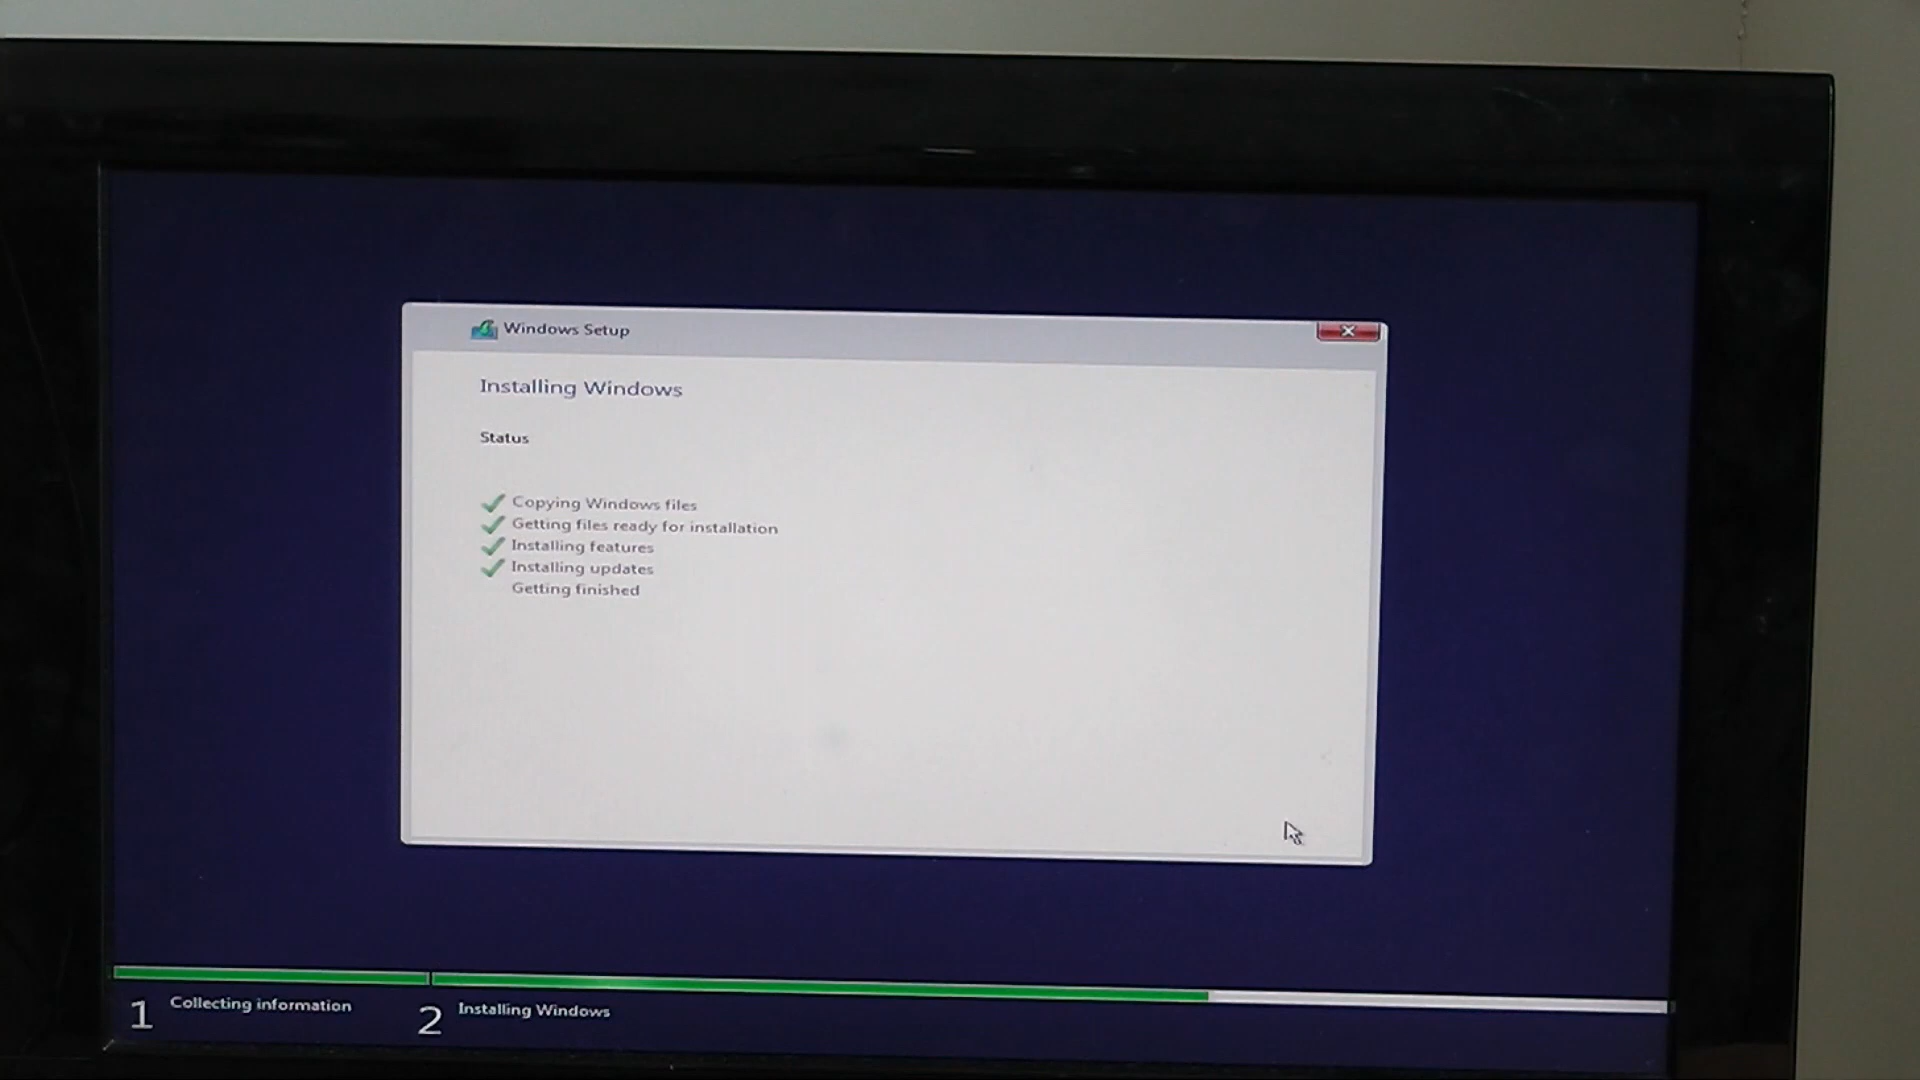 Windows Setup
Installing Windows
Status
Copying Windows files
Getting files ready for installation
Installing features
Installing updates
Getting finished
1 Collecting information
2 Installing Windows